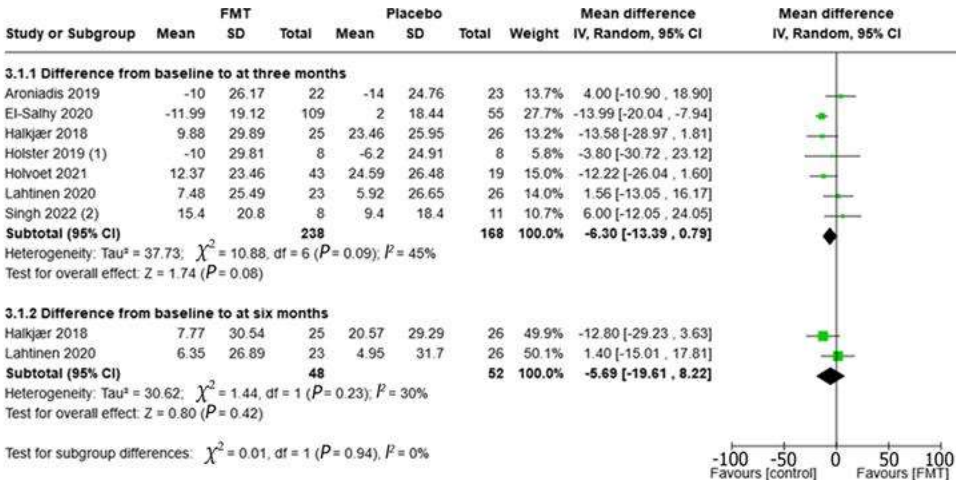 FMT Placebo Mean difference Mean difference
Study or Subgroup Mean SD Total Mean SD Total Weight IV, Random, 95% CI IV, Random, 95% CI
3.1.1 Difference from baseline to at three months
Aroniadis 2019 -10 26.17 22 -14 24.76 23 13.7% 4.00 [-10.90 , 18.90]
El-Salhy 2020 -11.99 19.12 109 2 18.44 55 27.7% -13.99 [-20.04 , -7.94]
Halkjær 2018 9.88 29.89 25 23.46 25.95 26 13.2% -13.58 [-28.97 , 1.81]
Holster 2019 (1) -10 29.81 8 -6.2 24.91 8 5.8% -3.80 [-30.72 , 23.12]
Holvoet 2021 12.37 23.46 43 24.59 26.48 19 15.0% -12.22 [-26.04 , 1.60]
Lahtinen 2020 7.48 25.49 23 5.92 26.65 26 14.0% 1.56 [-13.05 , 16.17]
Singh 2022 (2) 15.4 20.8 8 9.4 18.4 11 10.7% 6.00 [-12.05 , 24.05]
Subtotal (95% CI) 238 168 100.0% -6.30 [-13.39 , 0.79]
Heterogeneity: Tau² = 37.73; χ² = 10.88, df = 6 (P = 0.09); I² = 45%
Test for overall effect: Z = 1.74 (P = 0.08)
3.1.2 Difference from baseline to at six months
Halkjær 2018 7.77 30.54 25 20.57 29.29 26 49.9% -12.80 [-29.23 , 3.63]
Lahtinen 2020 6.35 26.89 23 4.95 31.7 26 50.1% 1.40 [-15.01 , 17.81]
Subtotal (95% CI) 48 52 100.0% -5.69 [-19.61 , 8.22]
Heterogeneity: Tau² = 30.62; χ² = 1.44, df = 1 (P = 0.23); I² = 30%
Test for overall effect: Z = 0.80 (P = 0.42)
Test for subgroup differences: χ² = 0.01, df = 1 (P = 0.94), I² = 0%
-100 -50 0 50 100
Favours [control] Favours [FMT]